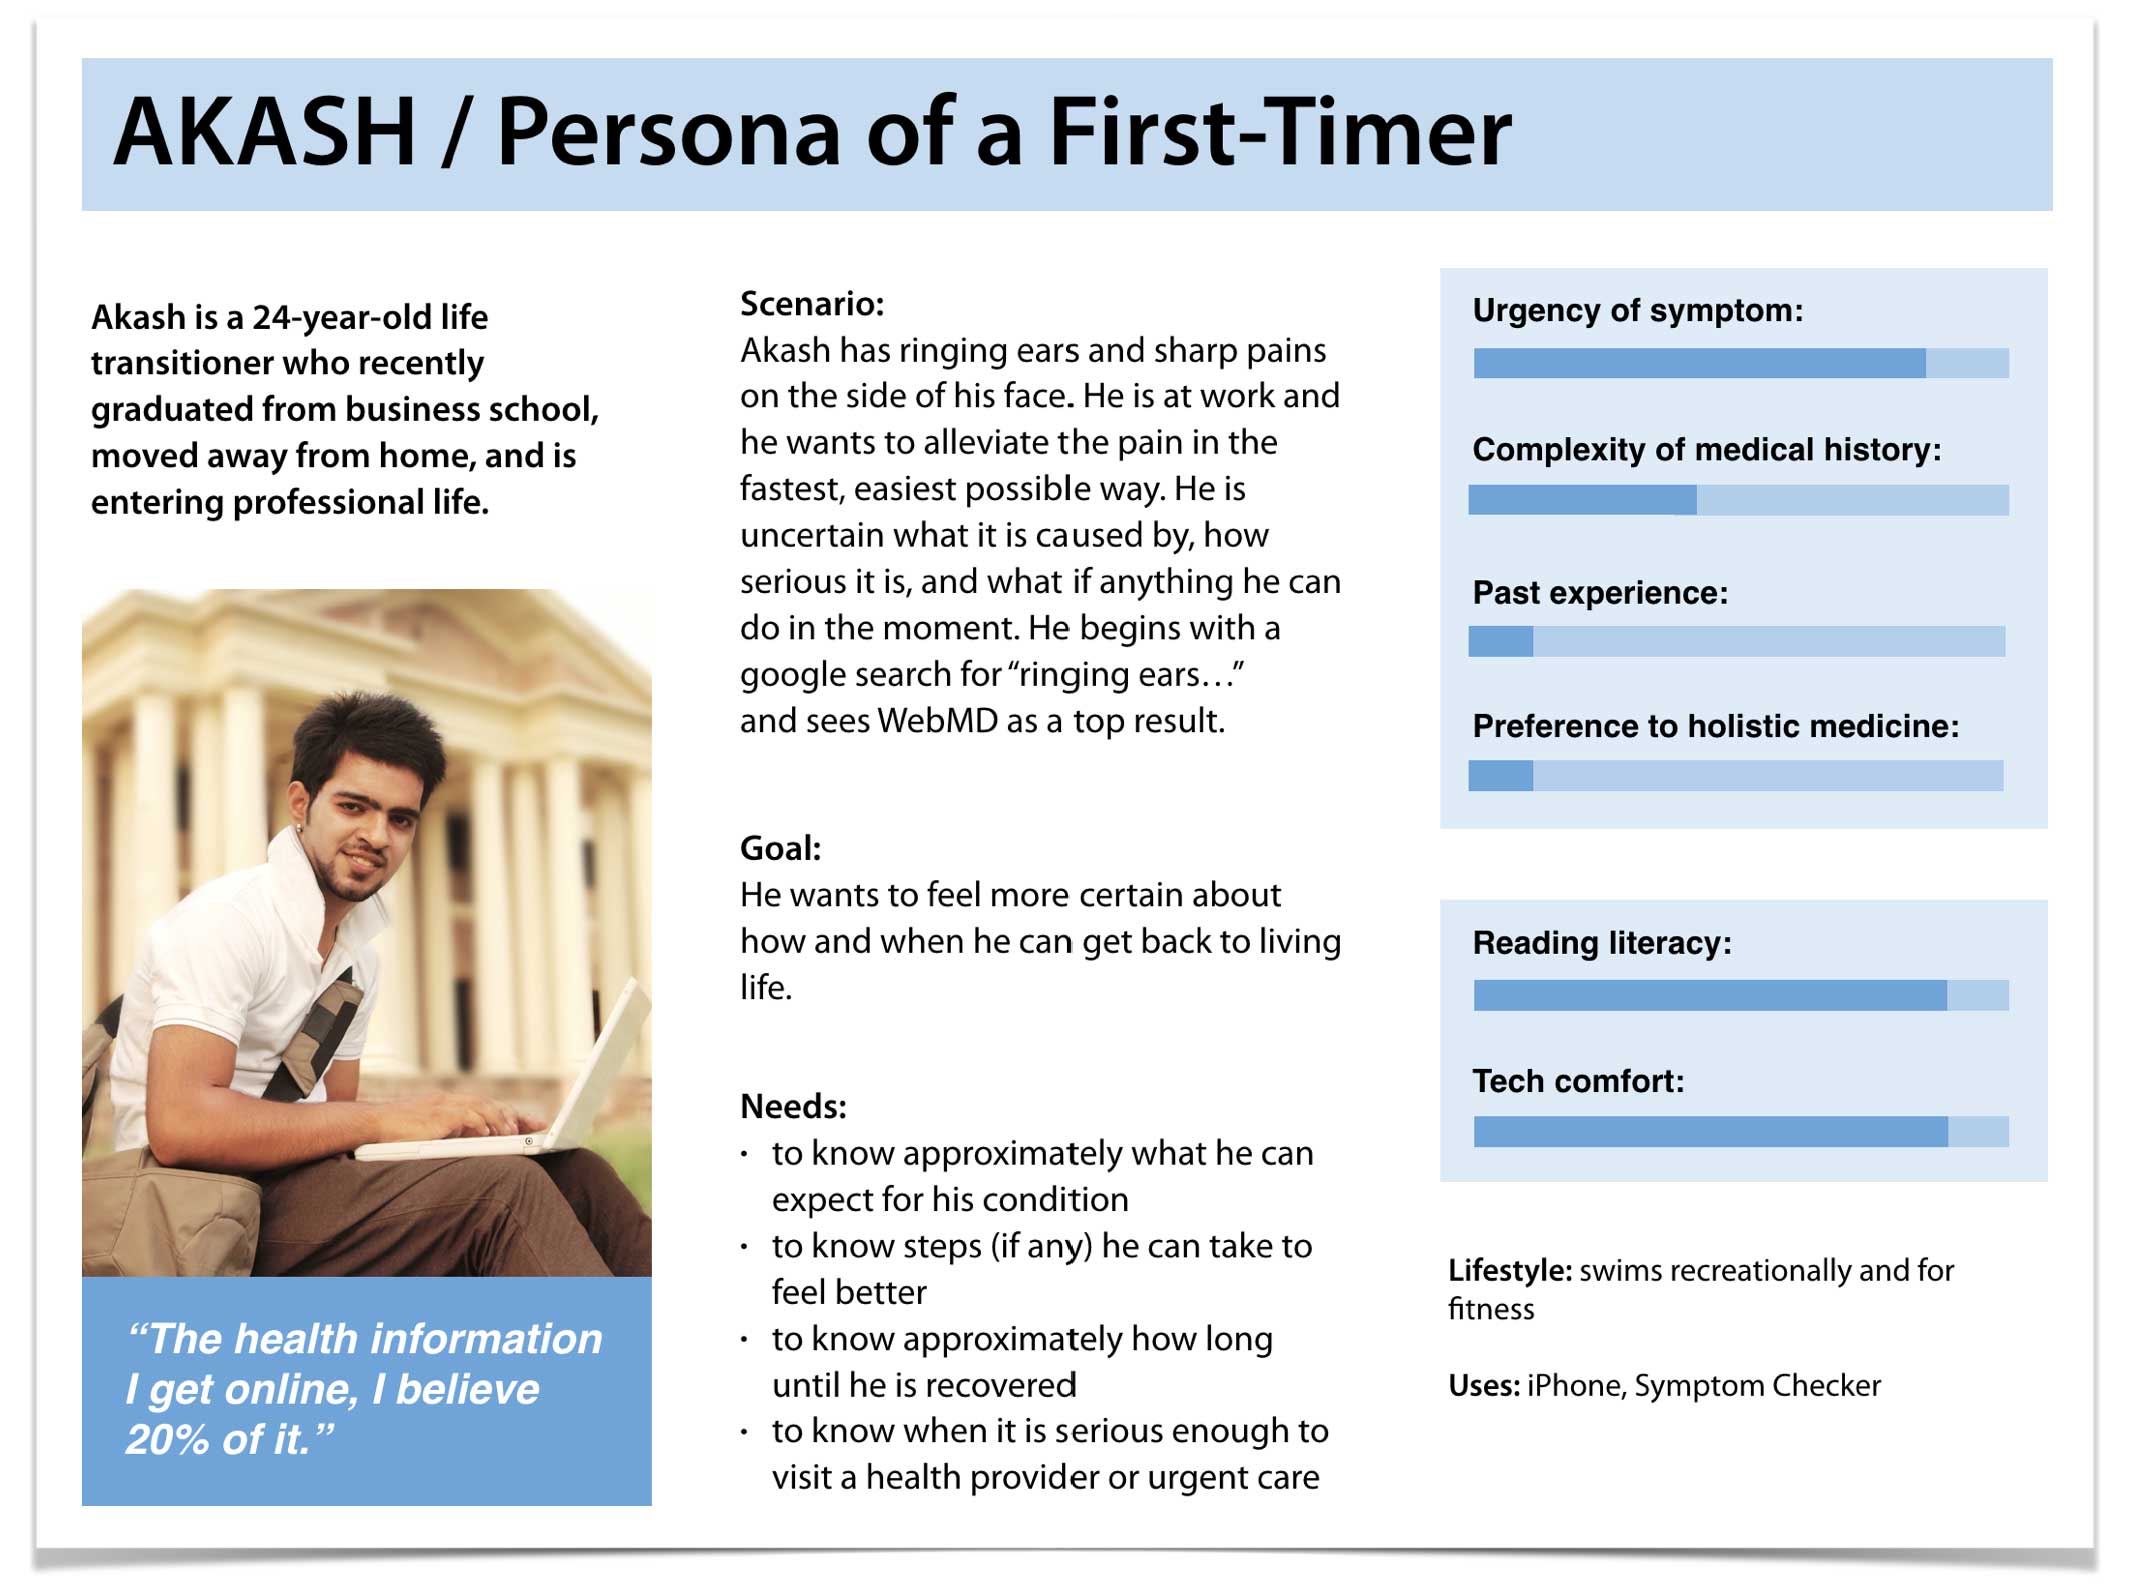 AKASH / Persona of a First-Timer
Akash is a 24-year-old life
transitioner who recently
graduated from business school,
moved away from home, and is
entering professional life.
“The health information
I get online, I believe
20% of it.”
Scenario:
Akash has ringing ears and sharp pains
on the side of his face. He is at work and
he wants to alleviate the pain in the
fastest, easiest possible way. He is
uncertain what it is caused by, how
serious it is, and what if anything he can
do in the moment. He begins with a
google search for “ringing ears…”
and sees WebMD as a top result.
Goal:
He wants to feel more certain about
how and when he can get back to living
life.
Needs:
• to know approximately what he can
expect for his condition
• to know steps (if any) he can take to
feel better
• to know approximately how long
until he is recovered
• to know when it is serious enough to
visit a health provider or urgent care
Urgency of symptom:
Complexity of medical history:
Past experience:
Preference to holistic medicine:
Reading literacy:
Tech comfort:
Lifestyle: swims recreationally and for
fitness
Uses: iPhone, Symptom Checker